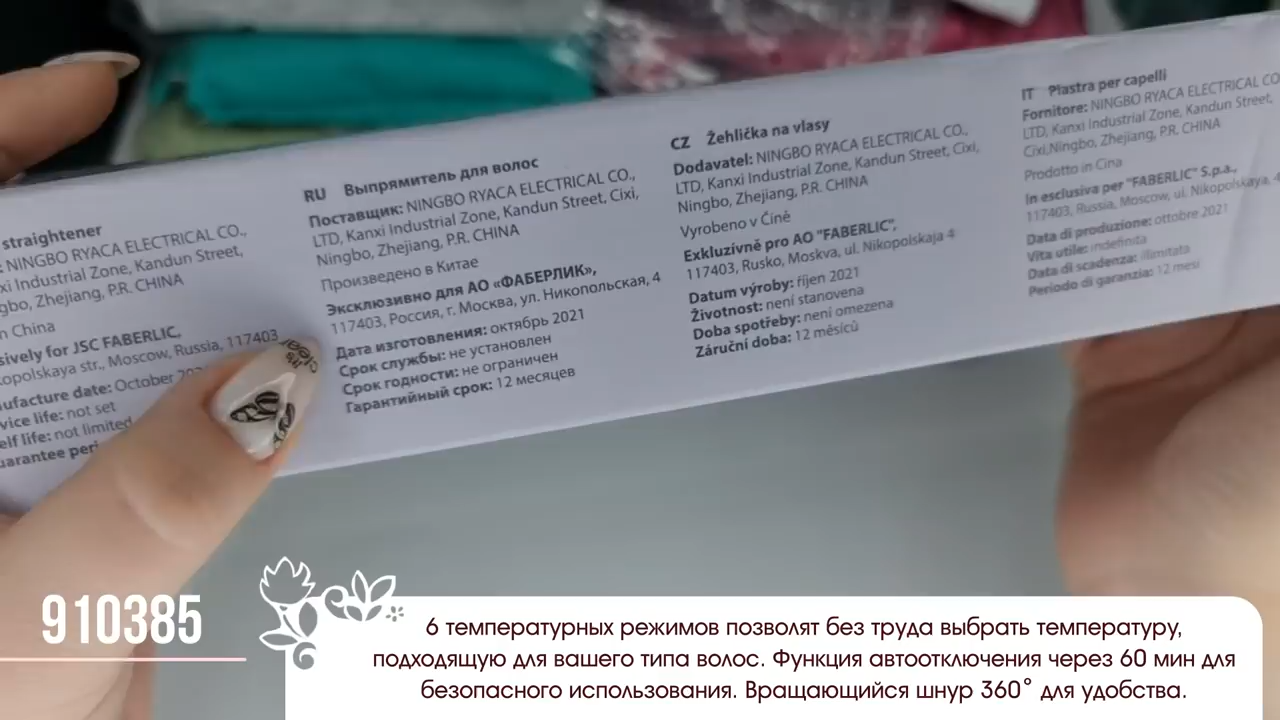 straightener
NINGBO RYACA ELECTRICAL CO.,
Industrial Zone, Kandun Street,
Zhejiang, P.R. CHINA
China
for JSC FABERLIC,
str., Moscow, Russia, 117403
date: October
life: not set
life: not limited
RU Выпрямитель для волос
Поставщик: NINGBO RYACA ELECTRICAL CO.,
LTD, Kanxi Industrial Zone, Kandun Street, Cixi,
Ningbo, Zhejiang, P.R. CHINA
Произведено в Китае
Эксклюзивно для АО «ФАБЕРЛИК»,
117403, Россия, г. Москва, ул. Никопольская, 4
Дата изготовления: октябрь 2021
Срок службы: не установлен
Срок годности: не ограничен
Гарантийный срок: 12 месяцев
CZ Žehlička na vlasy
Dodavatel: NINGBO RYACA ELECTRICAL CO.,
LTD, Kanxi Industrial Zone, Kandun Street, Cixi,
Ningbo, Zhejiang, P.R. CHINA
Vyrobeno v Číně
Exkluzivně pro AO "FABERLIC",
117403, Rusko, Moskva, ul. Nikopolskaja 4
Datum výroby: říjen 2021
Životnost: není stanovena
Doba spotřeby: není omezena
Záruční doba: 12 měsíců
IT Piastra per capelli
Fornitore: NINGBO RYACA ELECTRICAL CO
LTD, Kanxi Industrial Zone, Kandun Street,
Cixi,Ningbo, Zhejiang, P.R. CHINA
Prodotto in Cina
In esclusiva per "FABERLIC" S.p.a.,
117403, Russia, Moscow, ul. Nikopolskaya, 4
Data di produzione: ottobre 2021
Vita utile: indefinita
Data di scadenza: illimitata
Periodo di garanzia: 12 mesi
910385
6 температурных режимов позволят без труда выбрать температуру,
подходящую для вашего типа волос. Функция автоотключения через 60 мин для
безопасного использования. Вращающийся шнур 360° для удобства.